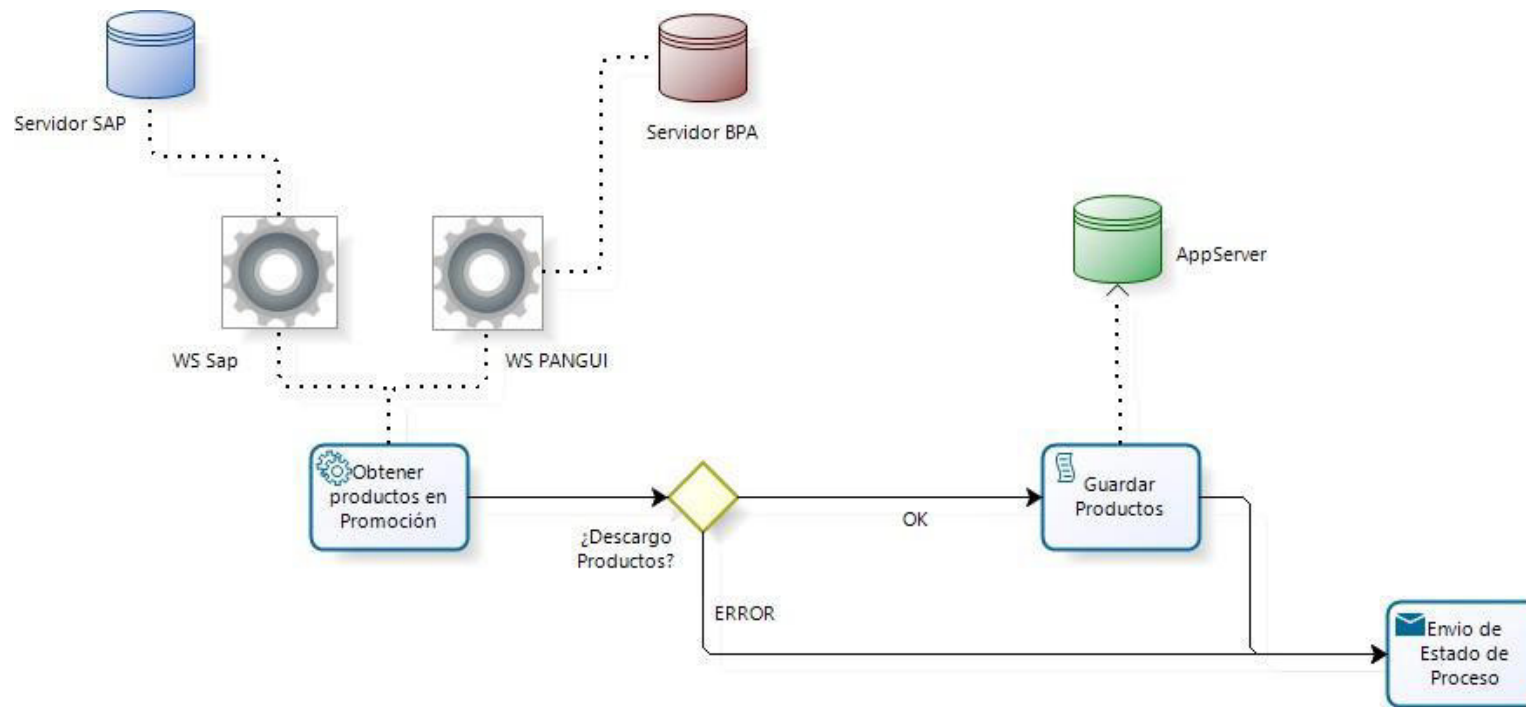 Servidor SAP
Servidor BPA
AppServer
WS Sap
WS PANGUI
Obtener
productos en
Promoción
¿Descargo
Productos?
OK
Guardar
Productos
ERROR
Envio de
Estado de
Proceso